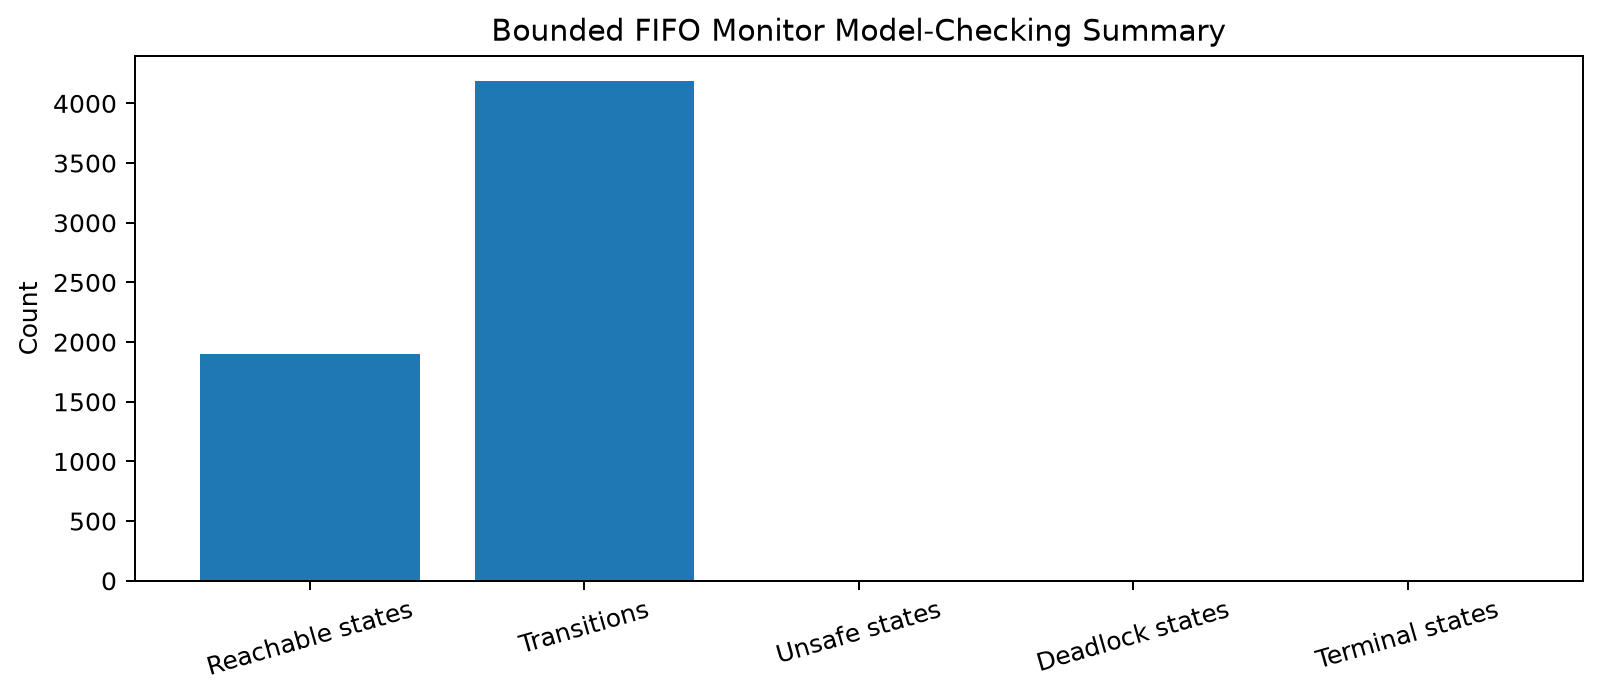 Bounded FIFO Monitor Model-Checking Summary
Count
4000
3500
3000
2500
2000
1500
1000
500
0
Reachable states
Transitions
Unsafe states
Deadlock states
Terminal states